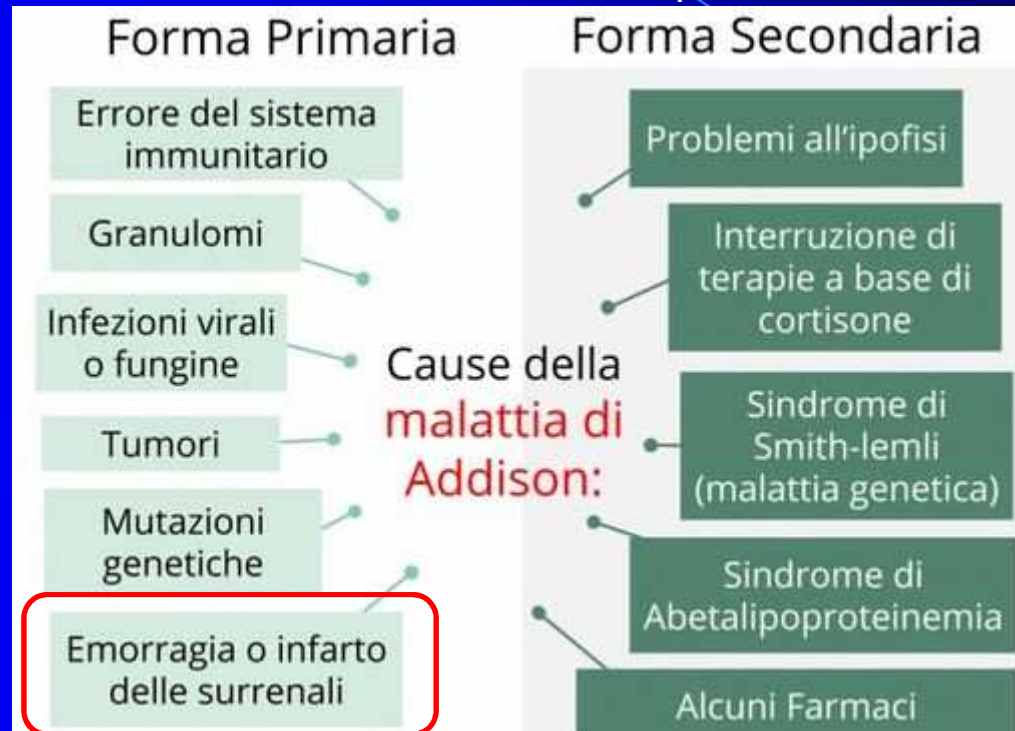 Forma Primaria
Errore del sistema
immunitario
Granulomi
Infezioni virali
o fungine
Tumori
Mutazioni
genetiche
Emorragia o infarto
delle surrenali
Cause della
malattia di
Addison:
Forma Secondaria
Problemi all'ipofisi
Interruzione di
terapie a base di
cortisone
Sindrome di
Smith-lemli
(malattia genetica)
Sindrome di
Abetalipoproteinemia
Alcuni Farmaci